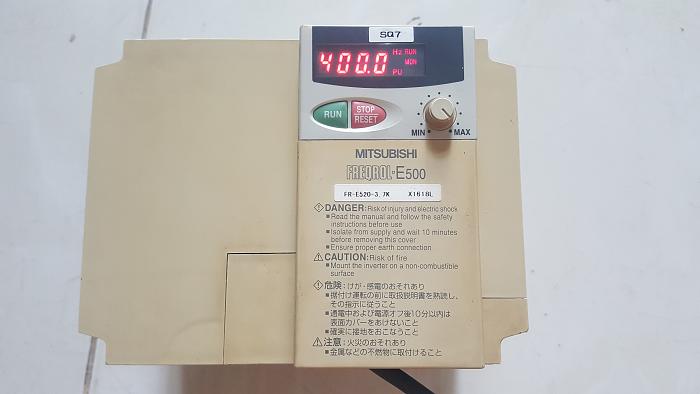 SQ7
400.0
Hz RUN
MON
PU
RUN
STOP
RESET
MIN MAX
MITSUBISHI
FREQROL-E500
FR-E520-3.7K X1618L
DANGER: Risk of injury and electric shock
■ Read the manual and follow the safety
instructions before use
■ Isolate from supply and wait 10 minutes
before removing this cover
■ Ensure proper earth connection
CAUTION: Risk of fire
■ Mount the inverter on a non-combustible
surface
危険：けが・感電のおそれあり
■ 据付け運転の前に取扱説明書を熟読し、
その指示に従うこと
■ 通電中および電源オフ後10分以内は
表面カバーをあけないこと
■ 確実に接地をおこなうこと
注意：火災のおそれあり
■ 金属などの不燃物に取付けること